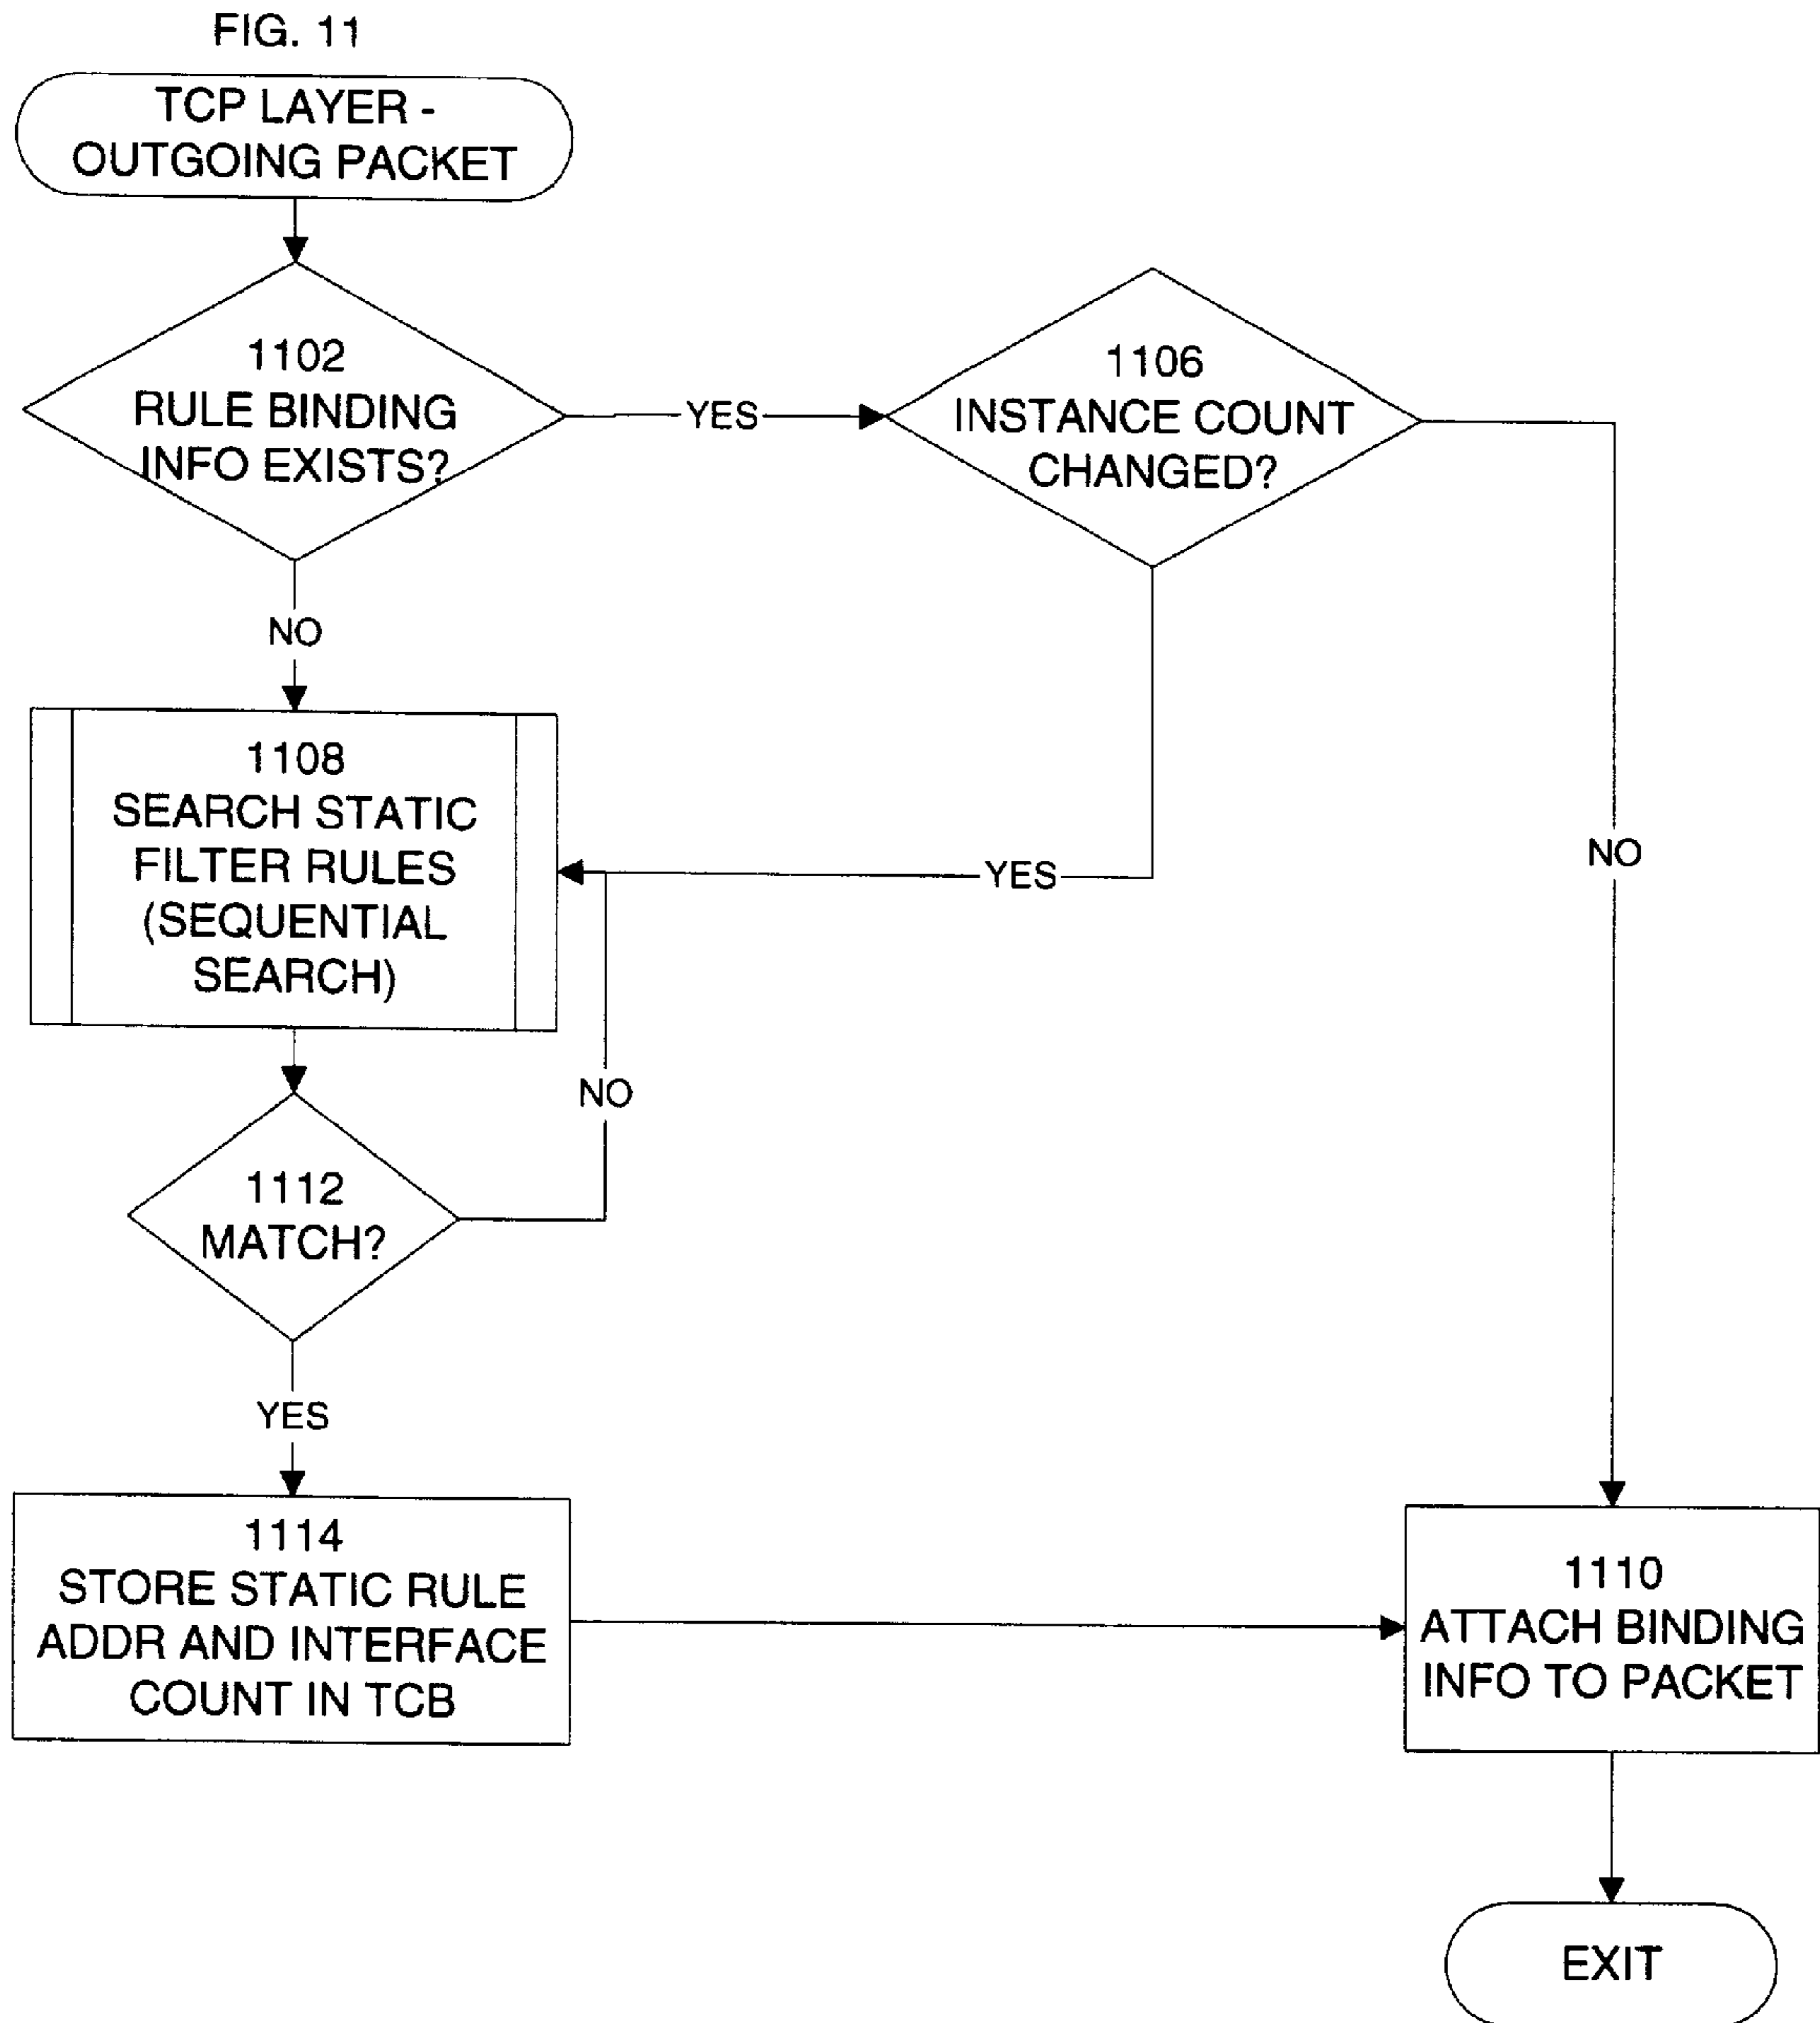 FIG. 11
TCP LAYER -
OUTGOING PACKET
1102
RULE BINDING
INFO EXISTS?
YES
1106
INSTANCE COUNT
CHANGED?
NO
1108
SEARCH STATIC
FILTER RULES
(SEQUENTIAL
SEARCH)
YES
NO
NO
1112
MATCH?
YES
1114
STORE STATIC RULE
ADDR AND INTERFACE
COUNT IN TCB
1110
ATTACH BINDING
INFO TO PACKET
EXIT